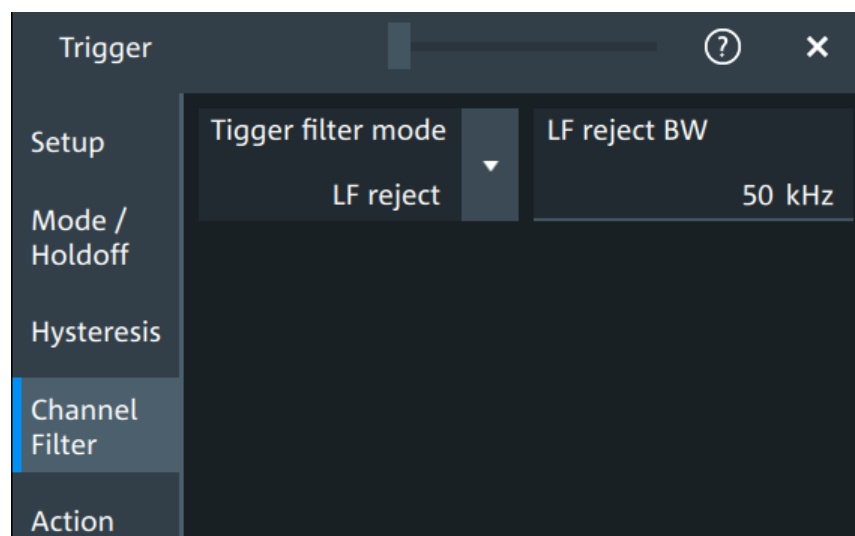 Trigger
?
Setup
Mode /
Holdoff
Hysteresis
Channel
Filter
Action
Tigger filter mode
LF reject
LF reject BW
50 kHz